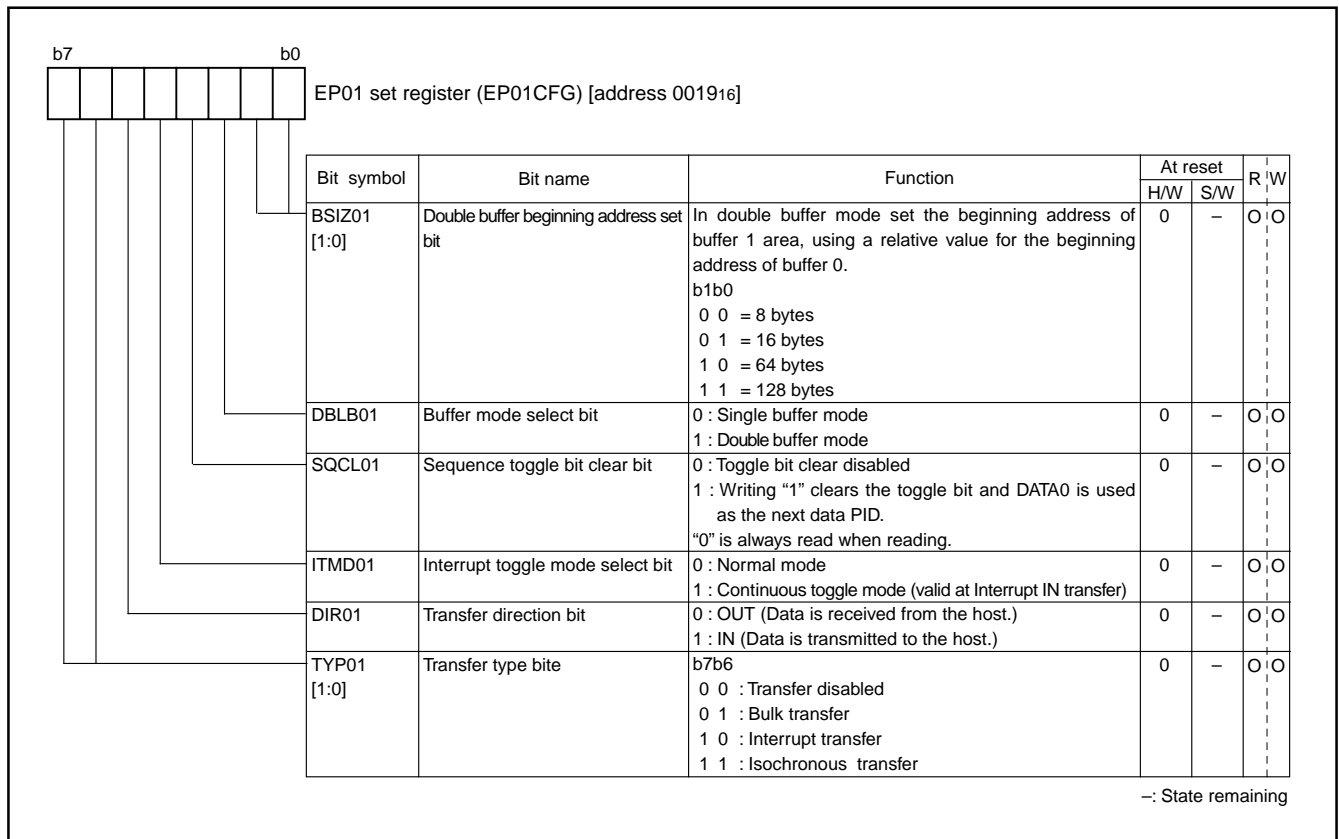 b7 b0
EP01 set register (EP01CFG) [address 001916]
Bit symbol Bit name Function At reset R W
H/W S/W
BSIZ01 Double buffer beginning address set In double buffer mode set the beginning address of 0 – O O
[1:0] bit buffer 1 area, using a relative value for the beginning
address of buffer 0.
b1b0
0 0 = 8 bytes
0 1 = 16 bytes
1 0 = 64 bytes
1 1 = 128 bytes
DBLB01 Buffer mode select bit 0 : Single buffer mode 0 – O O
1 : Double buffer mode
SQCL01 Sequence toggle bit clear bit 0 : Toggle bit clear disabled 0 – O O
1 : Writing “1” clears the toggle bit and DATA0 is used
as the next data PID.
“0” is always read when reading.
ITMD01 Interrupt toggle mode select bit 0 : Normal mode 0 – O O
1 : Continuous toggle mode (valid at Interrupt IN transfer)
DIR01 Transfer direction bit 0 : OUT (Data is received from the host.) 0 – O O
1 : IN (Data is transmitted to the host.)
TYP01 Transfer type bite b7b6 0 – O O
[1:0] 0 0 : Transfer disabled
0 1 : Bulk transfer
1 0 : Interrupt transfer
1 1 : Isochronous transfer
–: State remaining